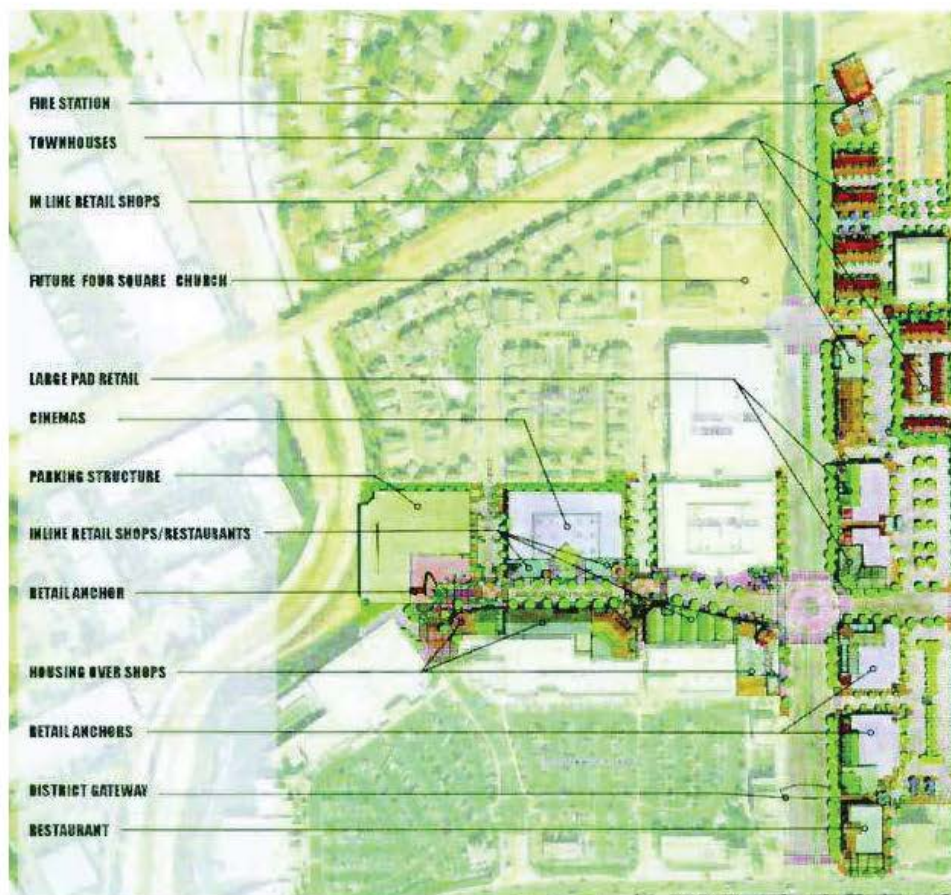 FIRE STATION
TOWNHOUSES
IN LINE RETAIL SHOPS
FUTURE FOUR SQUARE CHURCH
LARGE PAD RETAIL
CINEMAS
PARKING STRUCTURE
INLINE RETAIL SHOPS/RESTAURANTS
RETAIL ANCHOR
HOUSING OVER SHOPS
RETAIL ANCHORS
DISTRICT GATEWAY
RESTAURANT